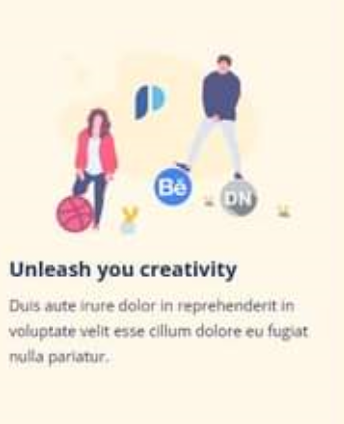 Bē
DN
Unleash you creativity
Duis aute irure dolor in reprehenderit in
voluptate velit esse cillum dolore eu fugiat
nulla pariatur.